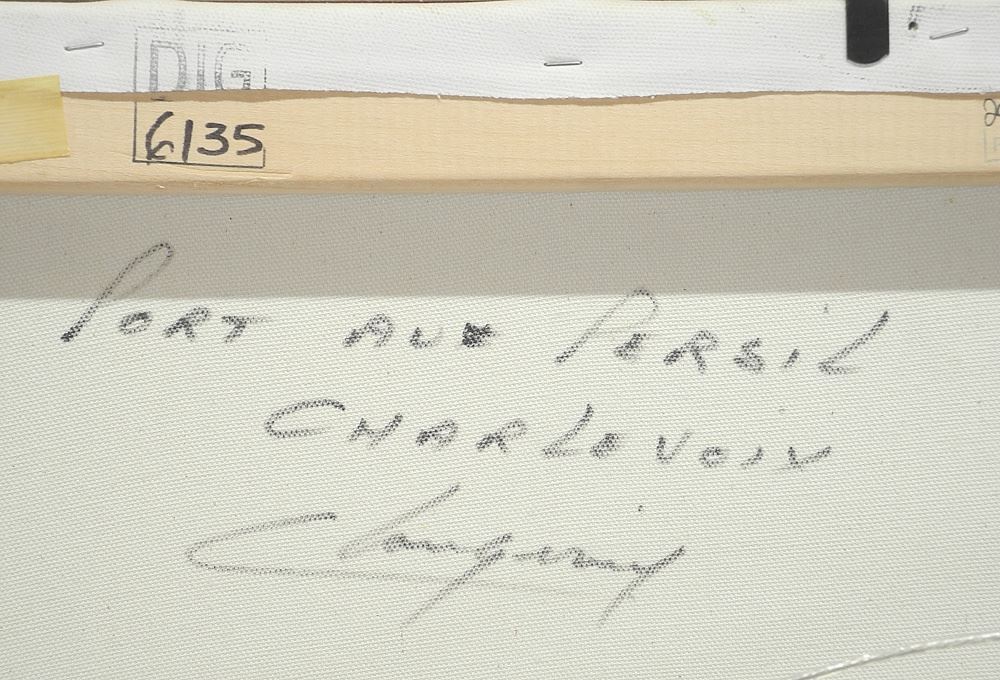 DIG
6135
PORT AUX PERSIL
CHARLEVOIX